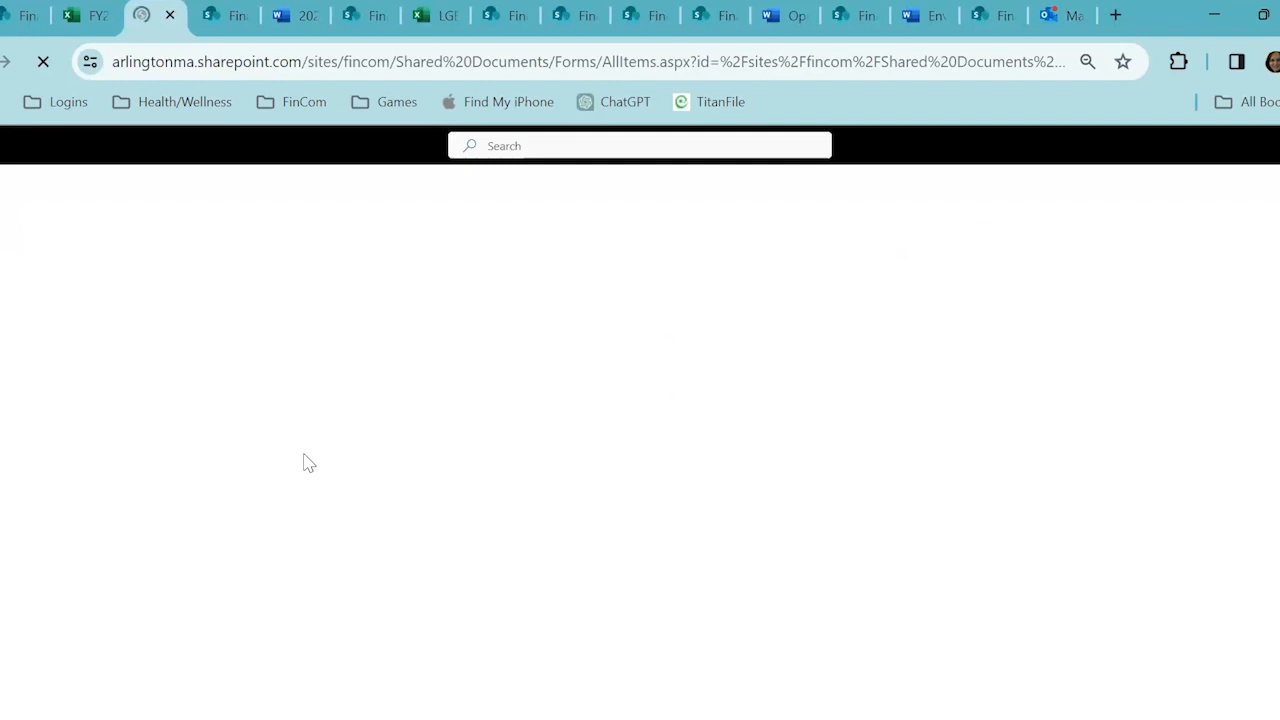 Fin FY2 Fin 202 Fin LGE Fin Fin Fin Fin Op Fin Env Fin Ma
arlingtonma.sharepoint.com/sites/fincom/Shared%20Documents/Forms/AllItems.aspx?id=%2Fsites%2Ffincom%2FShared%20Documents%2...
Logins Health/Wellness FinCom Games Find My iPhone ChatGPT TitanFile All Boo
Search